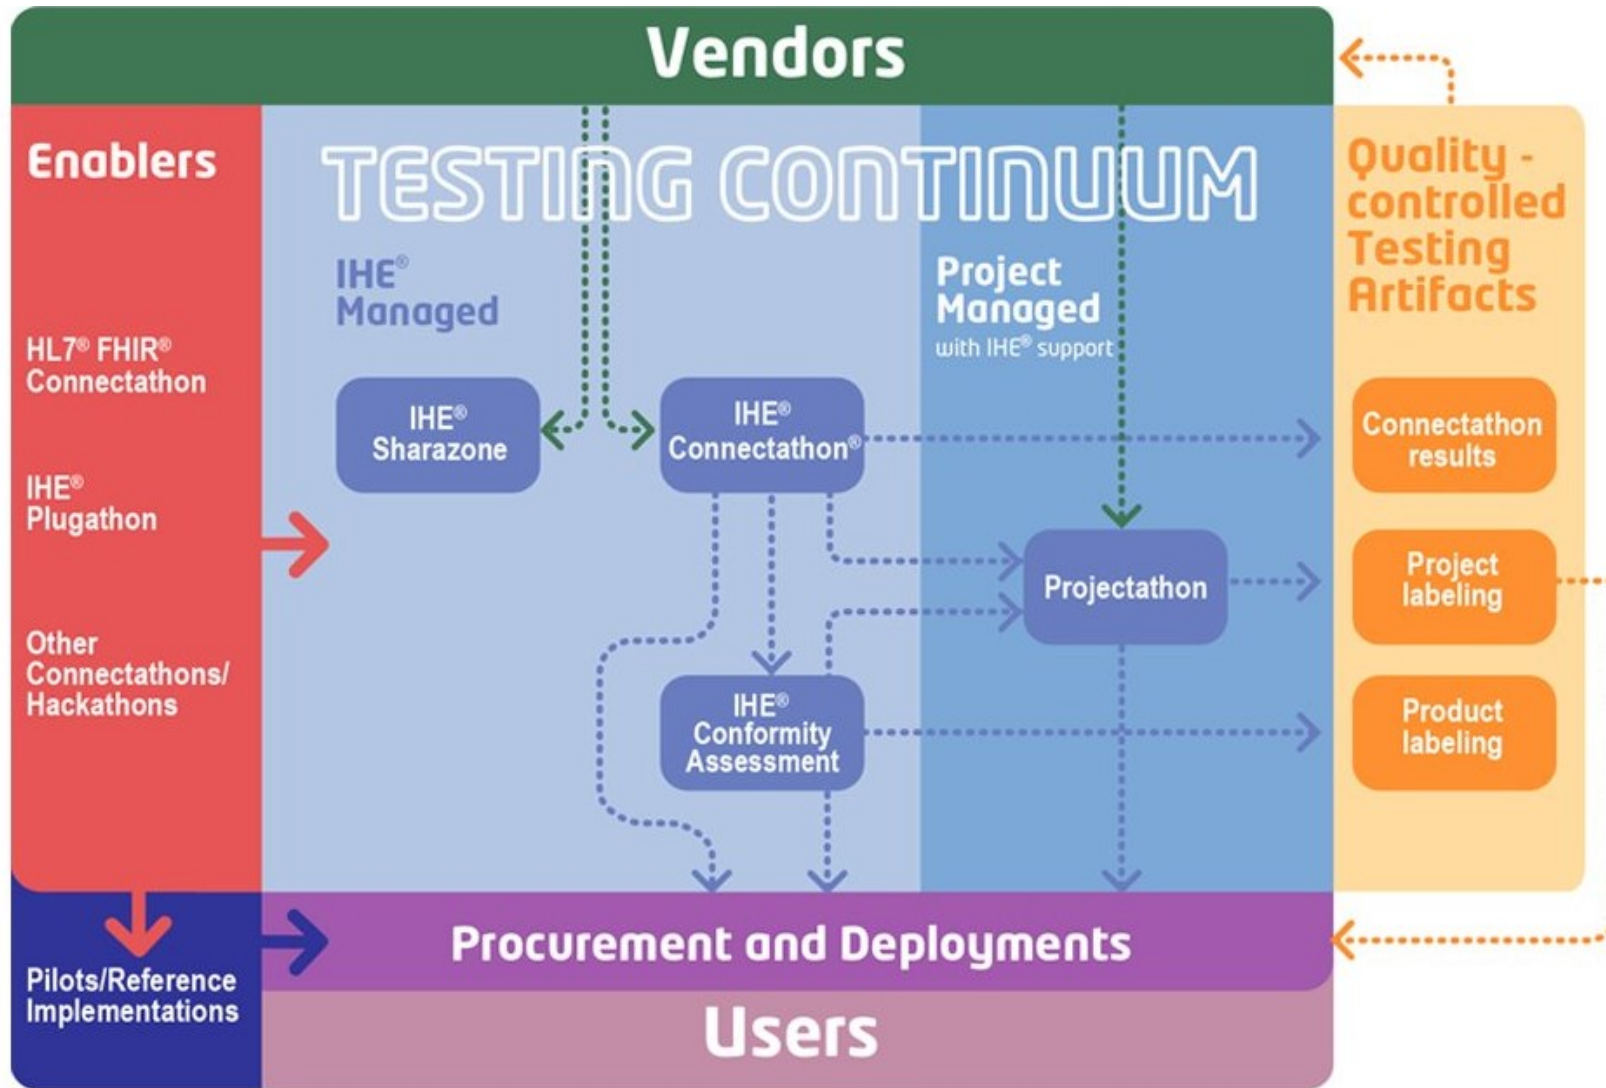 Vendors
Enablers
HL7® FHIR®
Connectathon
IHE®
Plugathon
Other
Connectathons/
Hackathons
Pilots/Reference
Implementations
TESTING CONTINUUM
IHE®
Managed
IHE®
Sharazone
IHE®
Connectathon®
IHE®
Conformity
Assessment
Project
Managed
with IHE® support
Projectathon
Quality -
controlled
Testing
Artifacts
Connectathon
results
Project
labeling
Product
labeling
Procurement and Deployments
Users